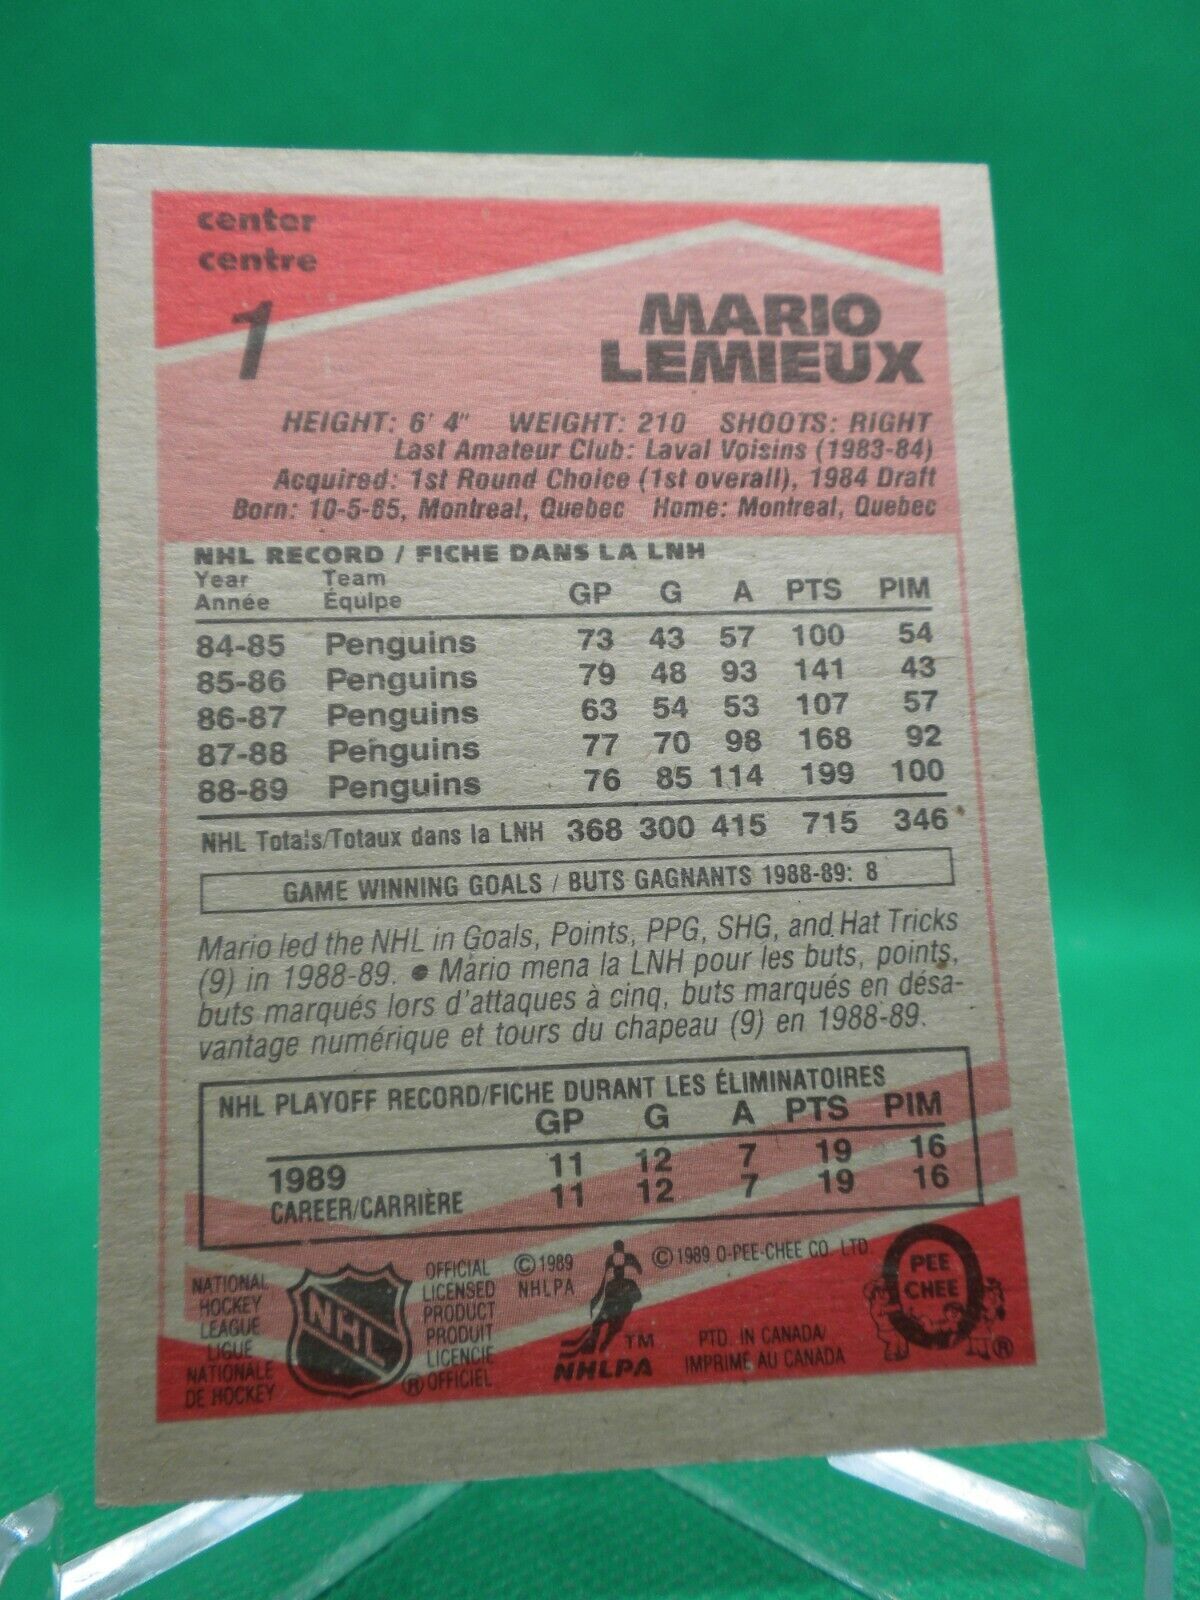 center
centre
1
MARIO
LEMIEUX
HEIGHT: 6' 4" WEIGHT: 210 SHOOTS: RIGHT
Last Amateur Club: Laval Voisins (1983-84)
Acquired: 1st Round Choice (1st overall), 1984 Draft
Born: 10-5-65, Montreal, Quebec Home: Montreal, Quebec
NHL RECORD / FICHE DANS LA LNH
Year Team
Année Équipe GP G A PTS PIM
84-85 Penguins 73 43 57 100 54
85-86 Penguins 79 48 93 141 43
86-87 Penguins 63 54 53 107 57
87-88 Penguins 77 70 98 168 92
88-89 Penguins 76 85 114 199 100
NHL Totals/Totaux dans la LNH 368 300 415 715 346
GAME WINNING GOALS / BUTS GAGNANTS 1988-89: 8
Mario led the NHL in Goals, Points, PPG, SHG, and Hat Tricks
(9) in 1988-89. ● Mario mena la LNH pour les buts, points,
buts marqués lors d'attaques à cinq, buts marqués en désa-
vantage numérique et tours du chapeau (9) en 1988-89.
NHL PLAYOFF RECORD/FICHE DURANT LES ÉLIMINATOIRES
GP G A PTS PIM
1989 11 12 7 19 16
CAREER/CARRIÈRE 11 12 7 19 16
NATIONAL
HOCKEY
LEAGUE
LIGUE
NATIONALE
DE HOCKEY
NHL
®
OFFICIAL
LICENSED
PRODUCT
PRODUIT
LICENCIE
OFFICIEL
© 1989
NHLPA
TM
NHLPA
© 1989 O-PEE-CHEE CO. LTD.
PTD. IN CANADA/
IMPRIMÉ AU CANADA
O
PEE
CHEE
®